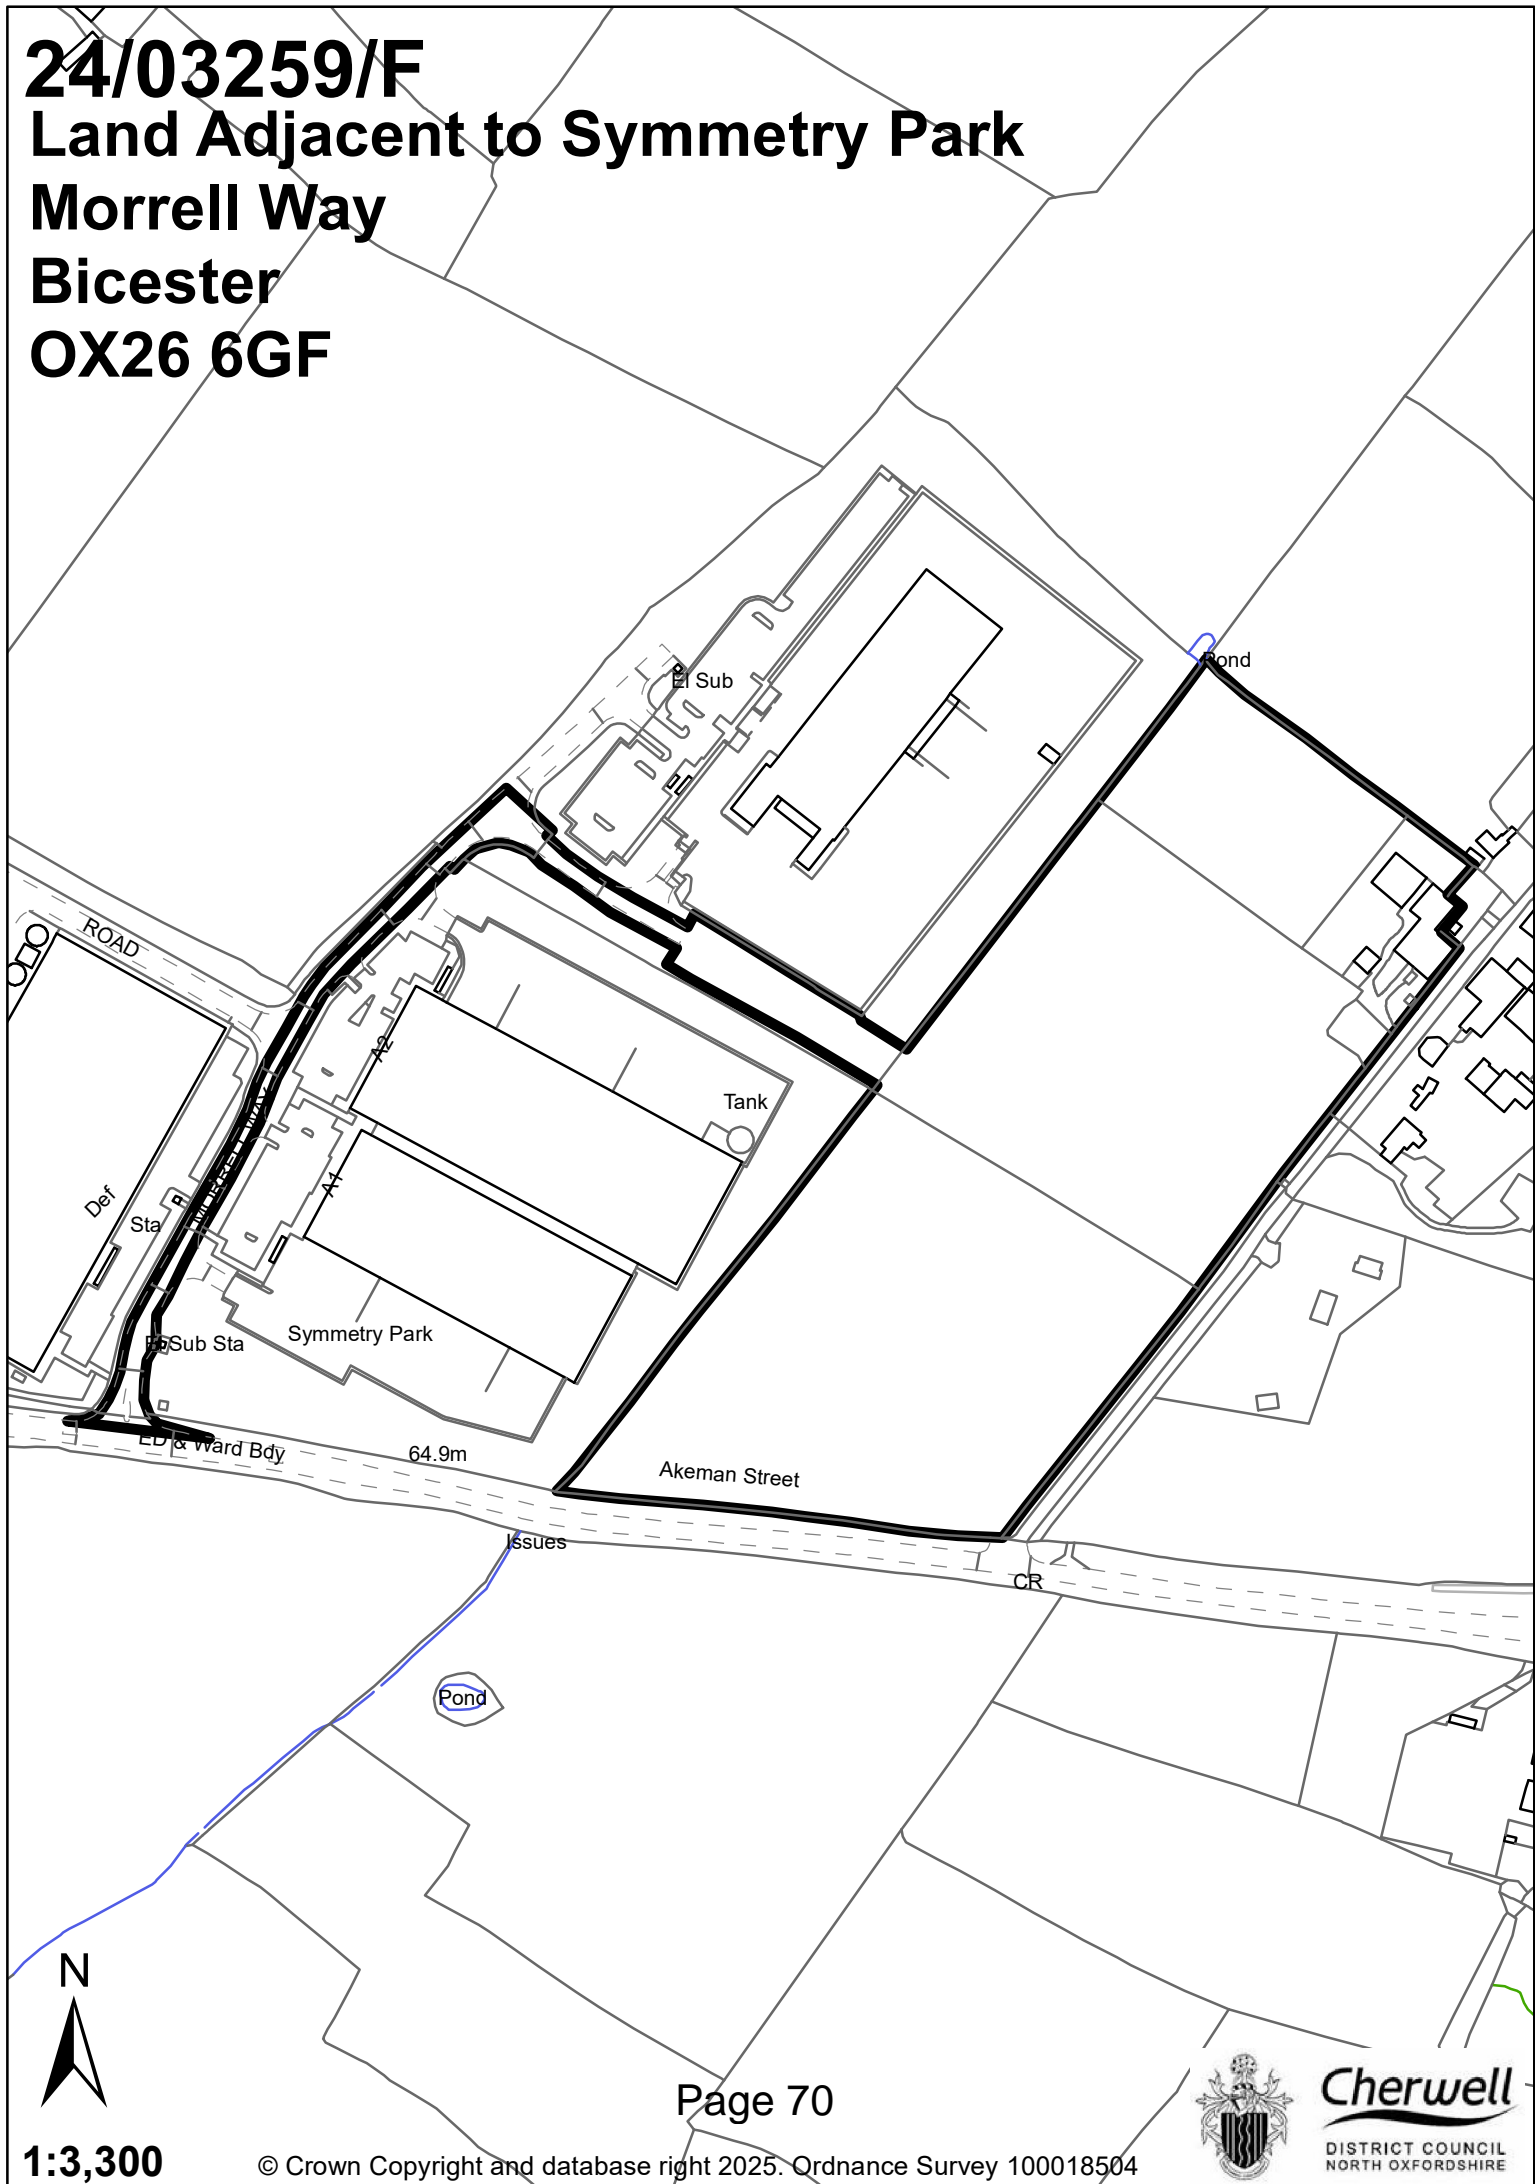 24/03259/F
Land Adjacent to Symmetry Park
Morrell Way
Bicester
OX26 6GF
Pond
El Sub
ROAD
A2
MORRELL WAY
Tank
A1
Def
Sta
El Sub Sta
Symmetry Park
ED & Ward Bdy
64.9m
Akeman Street
Issues
CR
Pond
N
Page 70
Cherwell
DISTRICT COUNCIL
NORTH OXFORDSHIRE
1:3,300
© Crown Copyright and database right 2025. Ordnance Survey 100018504